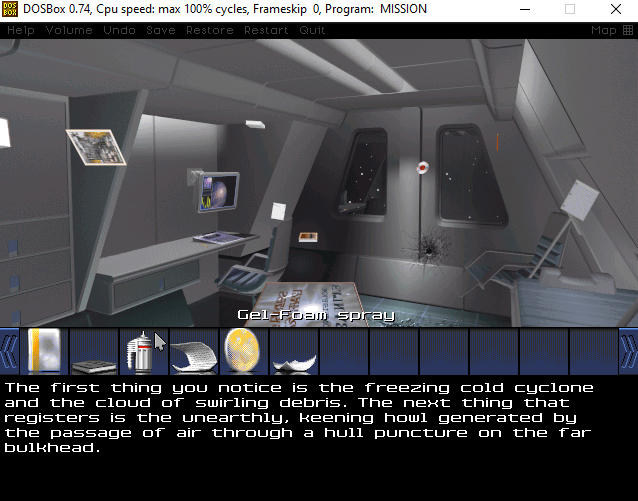 DOSBox 0.74, Cpu speed: max 100% cycles, Frameskip 0, Program: MISSION
Help Volume Undo Save Restore Restart Quit Map
Gel-Foam spray
The first thing you notice is the freezing cold cyclone
and the cloud of swirling debris. The next thing that
registers is the unearthly, keening howl generated by
the passage of air through a hull puncture on the far
bulkhead.